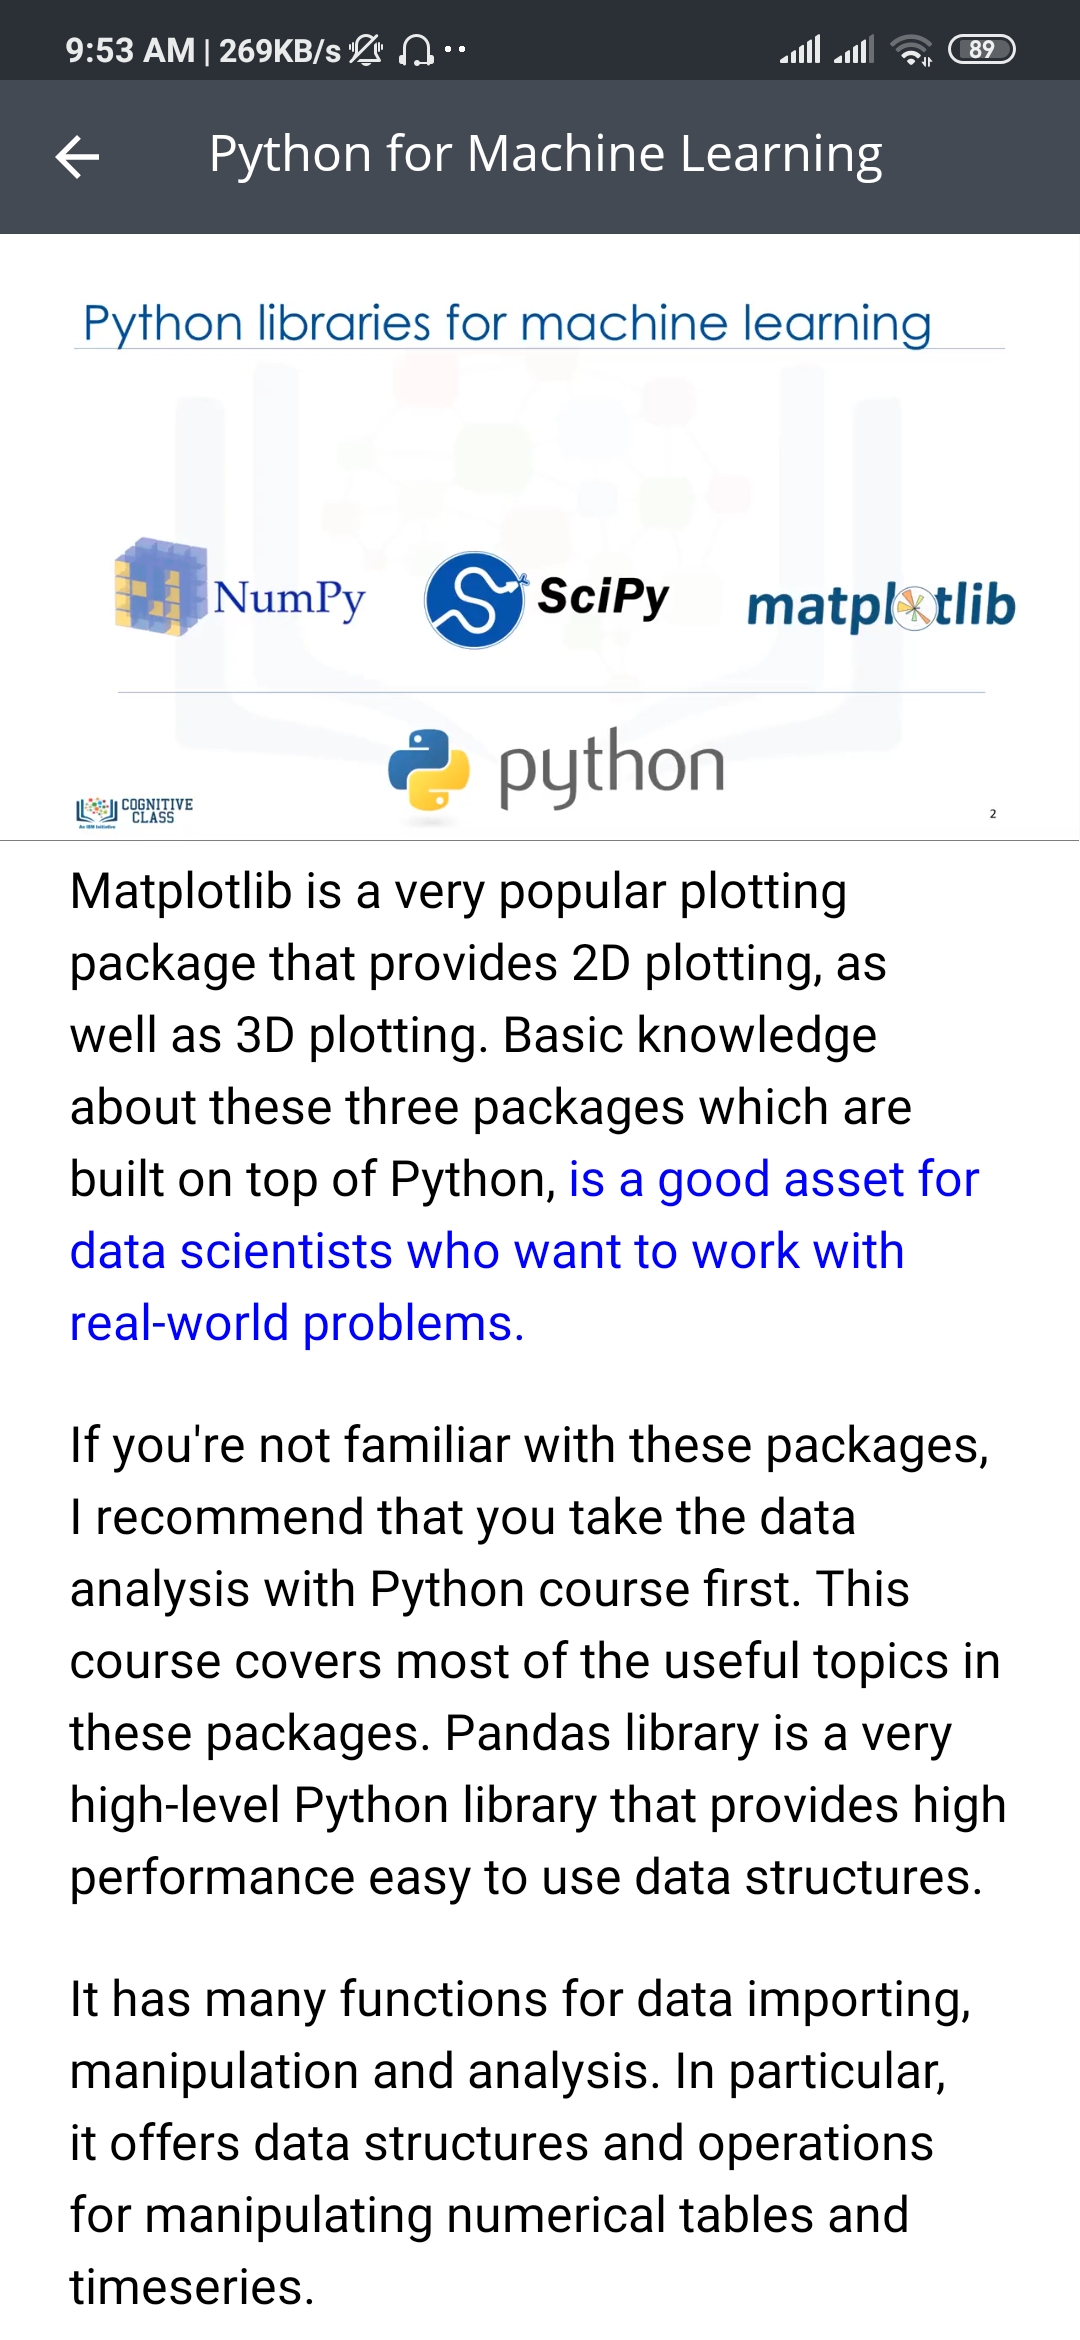 9:53 AM | 269KB/s
89
Python for Machine Learning
Python libraries for machine learning
NumPy
SciPy
matplotlib
python
COGNITIVE
CLASS
An IBM Initiative
2
Matplotlib is a very popular plotting
package that provides 2D plotting, as
well as 3D plotting. Basic knowledge
about these three packages which are
built on top of Python, is a good asset for
data scientists who want to work with
real-world problems.
If you're not familiar with these packages,
I recommend that you take the data
analysis with Python course first. This
course covers most of the useful topics in
these packages. Pandas library is a very
high-level Python library that provides high
performance easy to use data structures.
It has many functions for data importing,
manipulation and analysis. In particular,
it offers data structures and operations
for manipulating numerical tables and
timeseries.